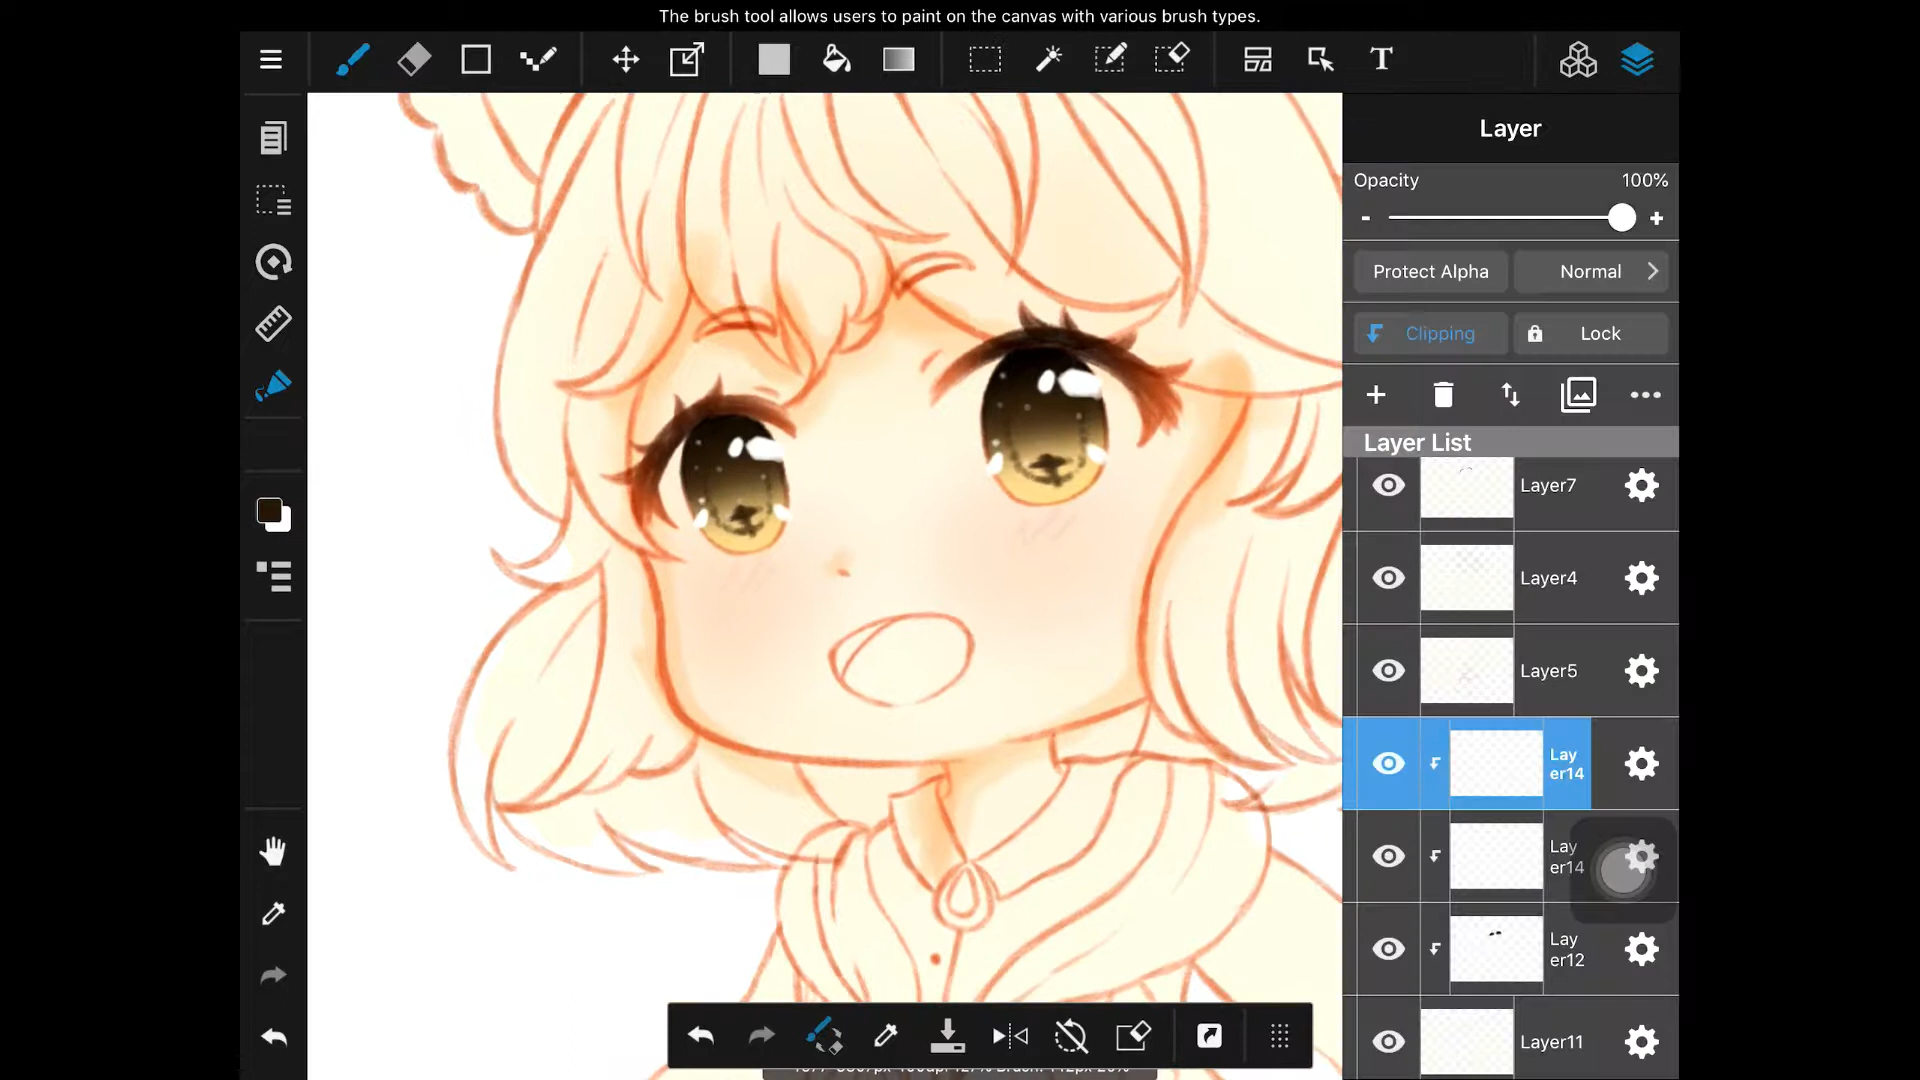 The brush tool allows users to paint on the canvas with various brush types.
T
Layer
Opacity 100%
- +
Protect Alpha Normal
Clipping Lock
Layer List
Layer7
Layer4
Layer5
Lay
er14
Lay
er14
Lay
er12
Layer11